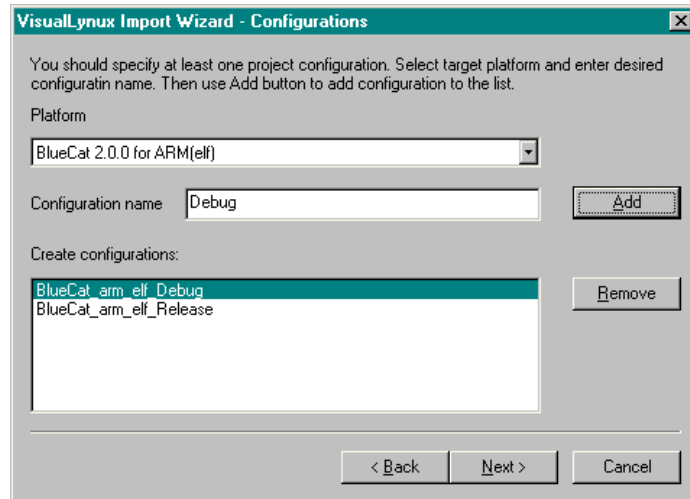 VisualLynux Import Wizard - Configurations
You should specify at least one project configuration. Select target platform and enter desired
configuratin name. Then use Add button to add configuration to the list.
Platform
BlueCat 2.0.0 for ARM(elf)
Configuration name Debug Add
Create configurations:
BlueCat_arm_elf_Debug
Remove
BlueCat_arm_elf_Release
< Back Next > Cancel